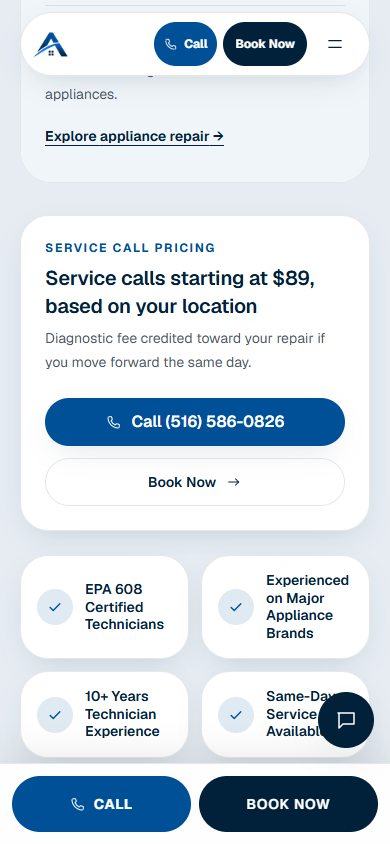 Call
Book Now
appliances.
Explore appliance repair →
SERVICE CALL PRICING
Service calls starting at $89,
based on your location
Diagnostic fee credited toward your repair if
you move forward the same day.
Call (516) 586-0826
Book Now →
EPA 608
Certified
Technicians
Experienced
on Major
Appliance
Brands
10+ Years
Technician
Experience
Same-Day
Service
CALL
BOOK NOW